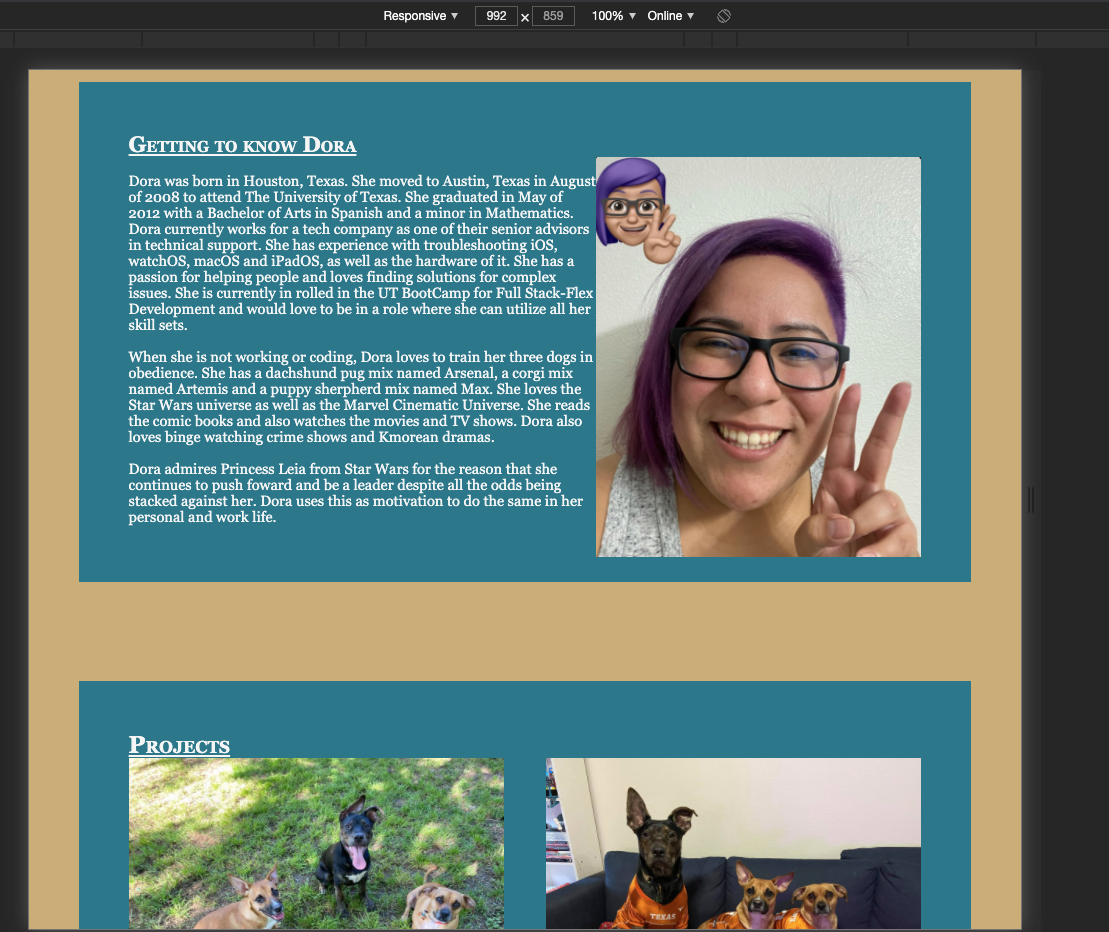 Responsive ▼ 992 x 859 100% ▼ Online ▼
Getting to know Dora
Dora was born in Houston, Texas. She moved to Austin, Texas in August
of 2008 to attend The University of Texas. She graduated in May of
2012 with a Bachelor of Arts in Spanish and a minor in Mathematics.
Dora currently works for a tech company as one of their senior advisors
in technical support. She has experience with troubleshooting iOS,
watchOS, macOS and iPadOS, as well as the hardware of it. She has a
passion for helping people and loves finding solutions for complex
issues. She is currently in rolled in the UT BootCamp for Full Stack-Flex
Development and would love to be in a role where she can utilize all her
skill sets.
When she is not working or coding, Dora loves to train her three dogs in
obedience. She has a dachshund pug mix named Arsenal, a corgi mix
named Artemis and a puppy sherpherd mix named Max. She loves the
Star Wars universe as well as the Marvel Cinematic Universe. She reads
the comic books and also watches the movies and TV shows. Dora also
loves binge watching crime shows and Kmorean dramas.
Dora admires Princess Leia from Star Wars for the reason that she
continues to push foward and be a leader despite all the odds being
stacked against her. Dora uses this as motivation to do the same in her
personal and work life.
Projects
TEXAS